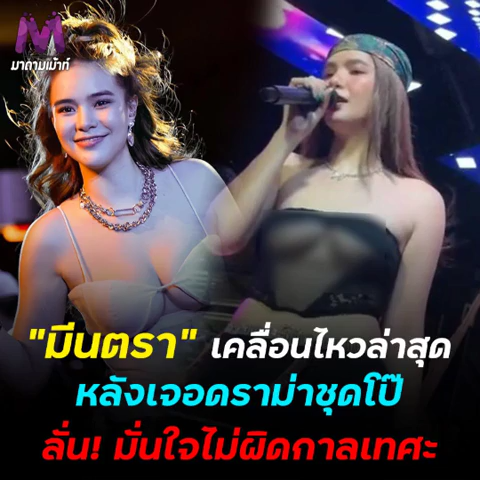 M
มาดามเม้าท์
"มีนตรา" เคลื่อนไหวล่าสุด
หลังเจอดราม่าชุดโป๊
ลั่น! มั่นใจไม่ผิดกาลเทศะ